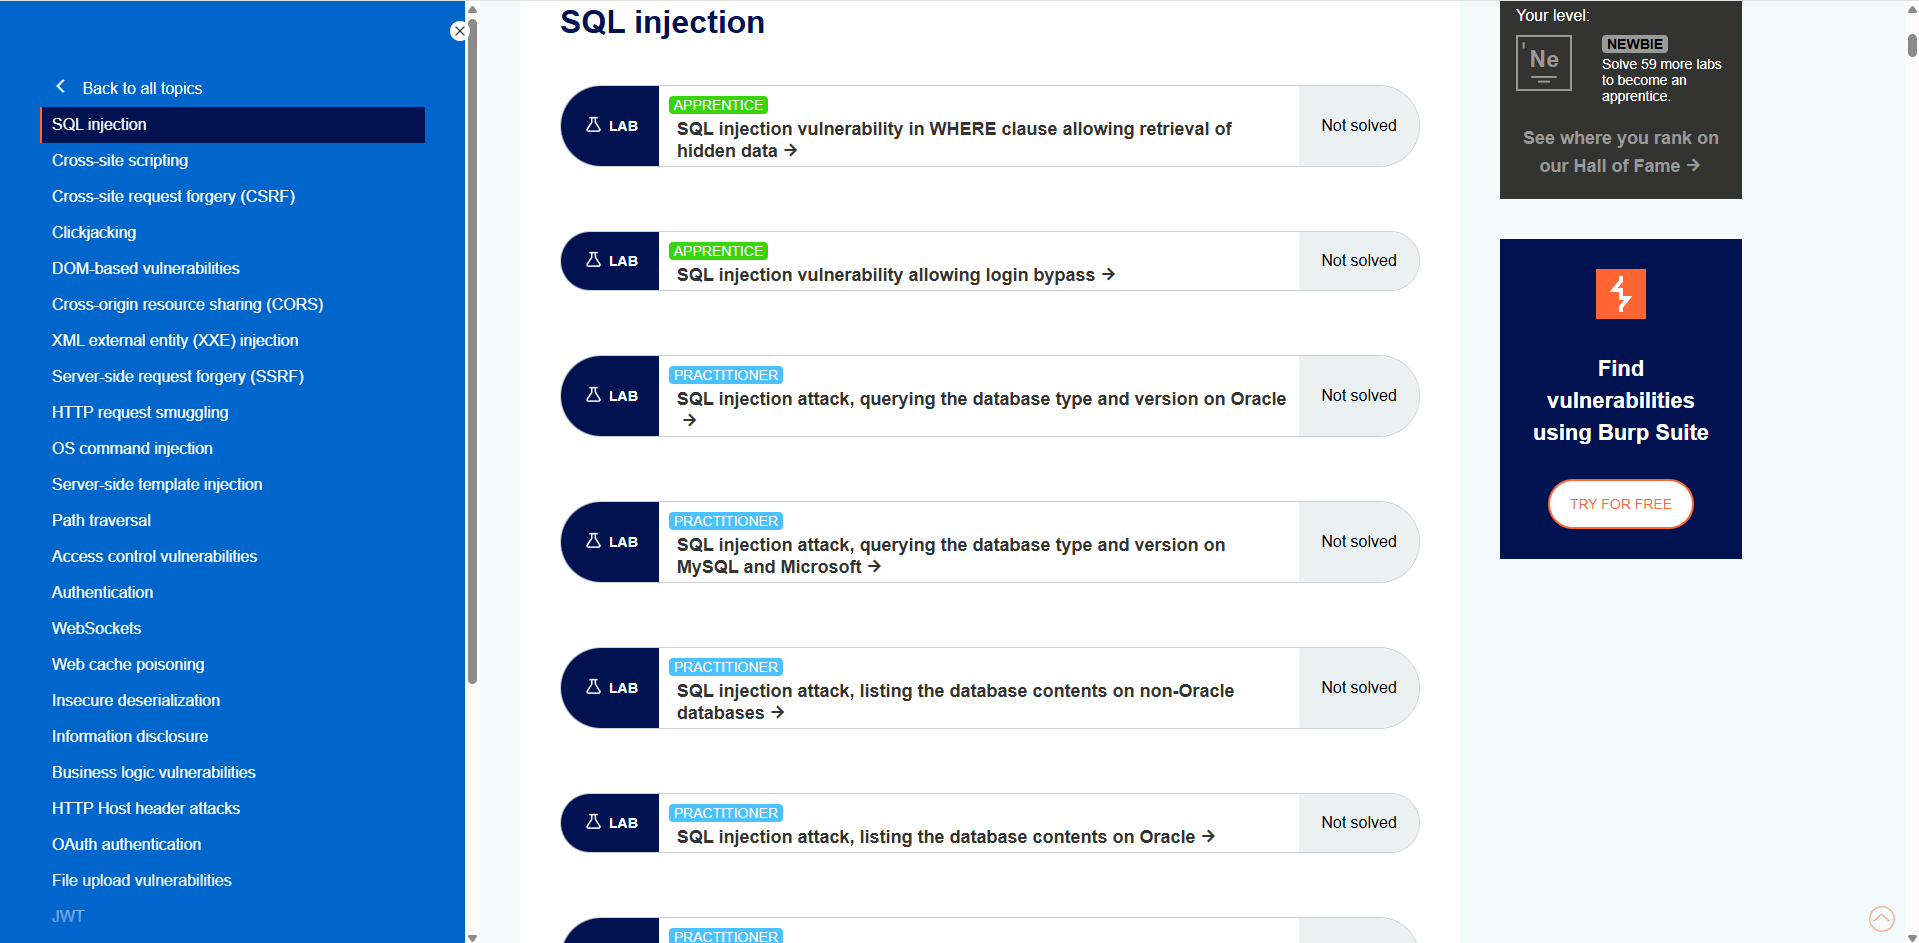 Back to all topics
SQL injection
Cross-site scripting
Cross-site request forgery (CSRF)
Clickjacking
DOM-based vulnerabilities
Cross-origin resource sharing (CORS)
XML external entity (XXE) injection
Server-side request forgery (SSRF)
HTTP request smuggling
OS command injection
Server-side template injection
Path traversal
Access control vulnerabilities
Authentication
WebSockets
Web cache poisoning
Insecure deserialization
Information disclosure
Business logic vulnerabilities
HTTP Host header attacks
OAuth authentication
File upload vulnerabilities
JWT
SQL injection
LAB
APPRENTICE
SQL injection vulnerability in WHERE clause allowing retrieval of
hidden data →
Not solved
LAB
APPRENTICE
SQL injection vulnerability allowing login bypass →
Not solved
LAB
PRACTITIONER
SQL injection attack, querying the database type and version on Oracle
→
Not solved
LAB
PRACTITIONER
SQL injection attack, querying the database type and version on
MySQL and Microsoft →
Not solved
LAB
PRACTITIONER
SQL injection attack, listing the database contents on non-Oracle
databases →
Not solved
LAB
PRACTITIONER
SQL injection attack, listing the database contents on Oracle →
Not solved
PRACTITIONER
Your level:
Ne
NEWBIE
Solve 59 more labs
to become an
apprentice.
See where you rank on
our Hall of Fame →
Find
vulnerabilities
using Burp Suite
TRY FOR FREE